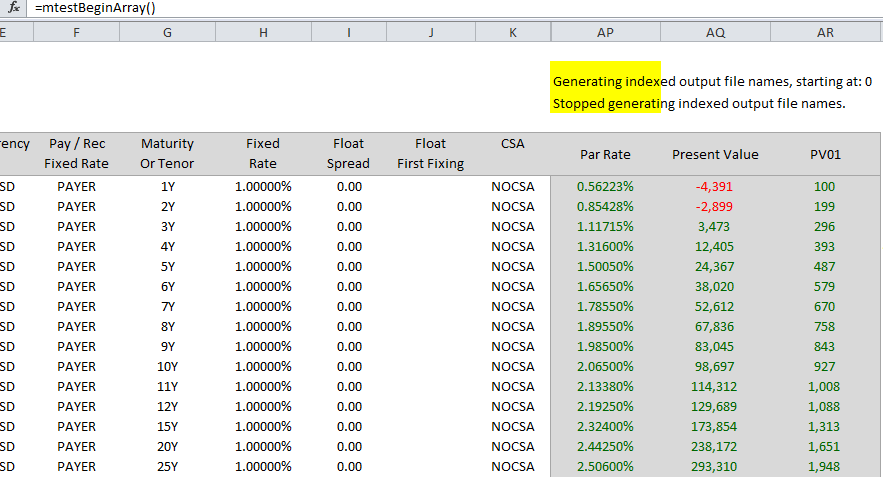 fx =mtestBeginArray()
E F G H I J K AP AQ AR
Generating indexed output file names, starting at: 0
Stopped generating indexed output file names.
rency Pay / Rec Maturity Fixed Float Float CSA Par Rate Present Value PV01
Fixed Rate Or Tenor Rate Spread First Fixing
SD PAYER 1Y 1.00000% 0.00 NOCSA 0.56223% -4,391 100
SD PAYER 2Y 1.00000% 0.00 NOCSA 0.85428% -2,899 199
SD PAYER 3Y 1.00000% 0.00 NOCSA 1.11715% 3,473 296
SD PAYER 4Y 1.00000% 0.00 NOCSA 1.31600% 12,405 393
SD PAYER 5Y 1.00000% 0.00 NOCSA 1.50050% 24,367 487
SD PAYER 6Y 1.00000% 0.00 NOCSA 1.65650% 38,020 579
SD PAYER 7Y 1.00000% 0.00 NOCSA 1.78550% 52,612 670
SD PAYER 8Y 1.00000% 0.00 NOCSA 1.89550% 67,836 758
SD PAYER 9Y 1.00000% 0.00 NOCSA 1.98500% 83,045 843
SD PAYER 10Y 1.00000% 0.00 NOCSA 2.06500% 98,697 927
SD PAYER 11Y 1.00000% 0.00 NOCSA 2.13380% 114,312 1,008
SD PAYER 12Y 1.00000% 0.00 NOCSA 2.19250% 129,689 1,088
SD PAYER 15Y 1.00000% 0.00 NOCSA 2.32400% 173,854 1,313
SD PAYER 20Y 1.00000% 0.00 NOCSA 2.44250% 238,172 1,651
SD PAYER 25Y 1.00000% 0.00 NOCSA 2.50600% 293,310 1,948